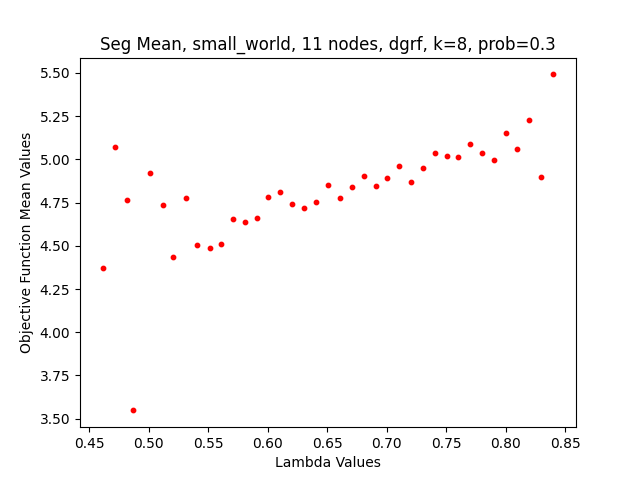 Seg Mean, small_world, 11 nodes, dgrf, k=8, prob=0.3
Objective Function Mean Values
5.50
5.25
5.00
4.75
4.50
4.25
4.00
3.75
3.50
0.45 0.50 0.55 0.60 0.65 0.70 0.75 0.80 0.85
Lambda Values